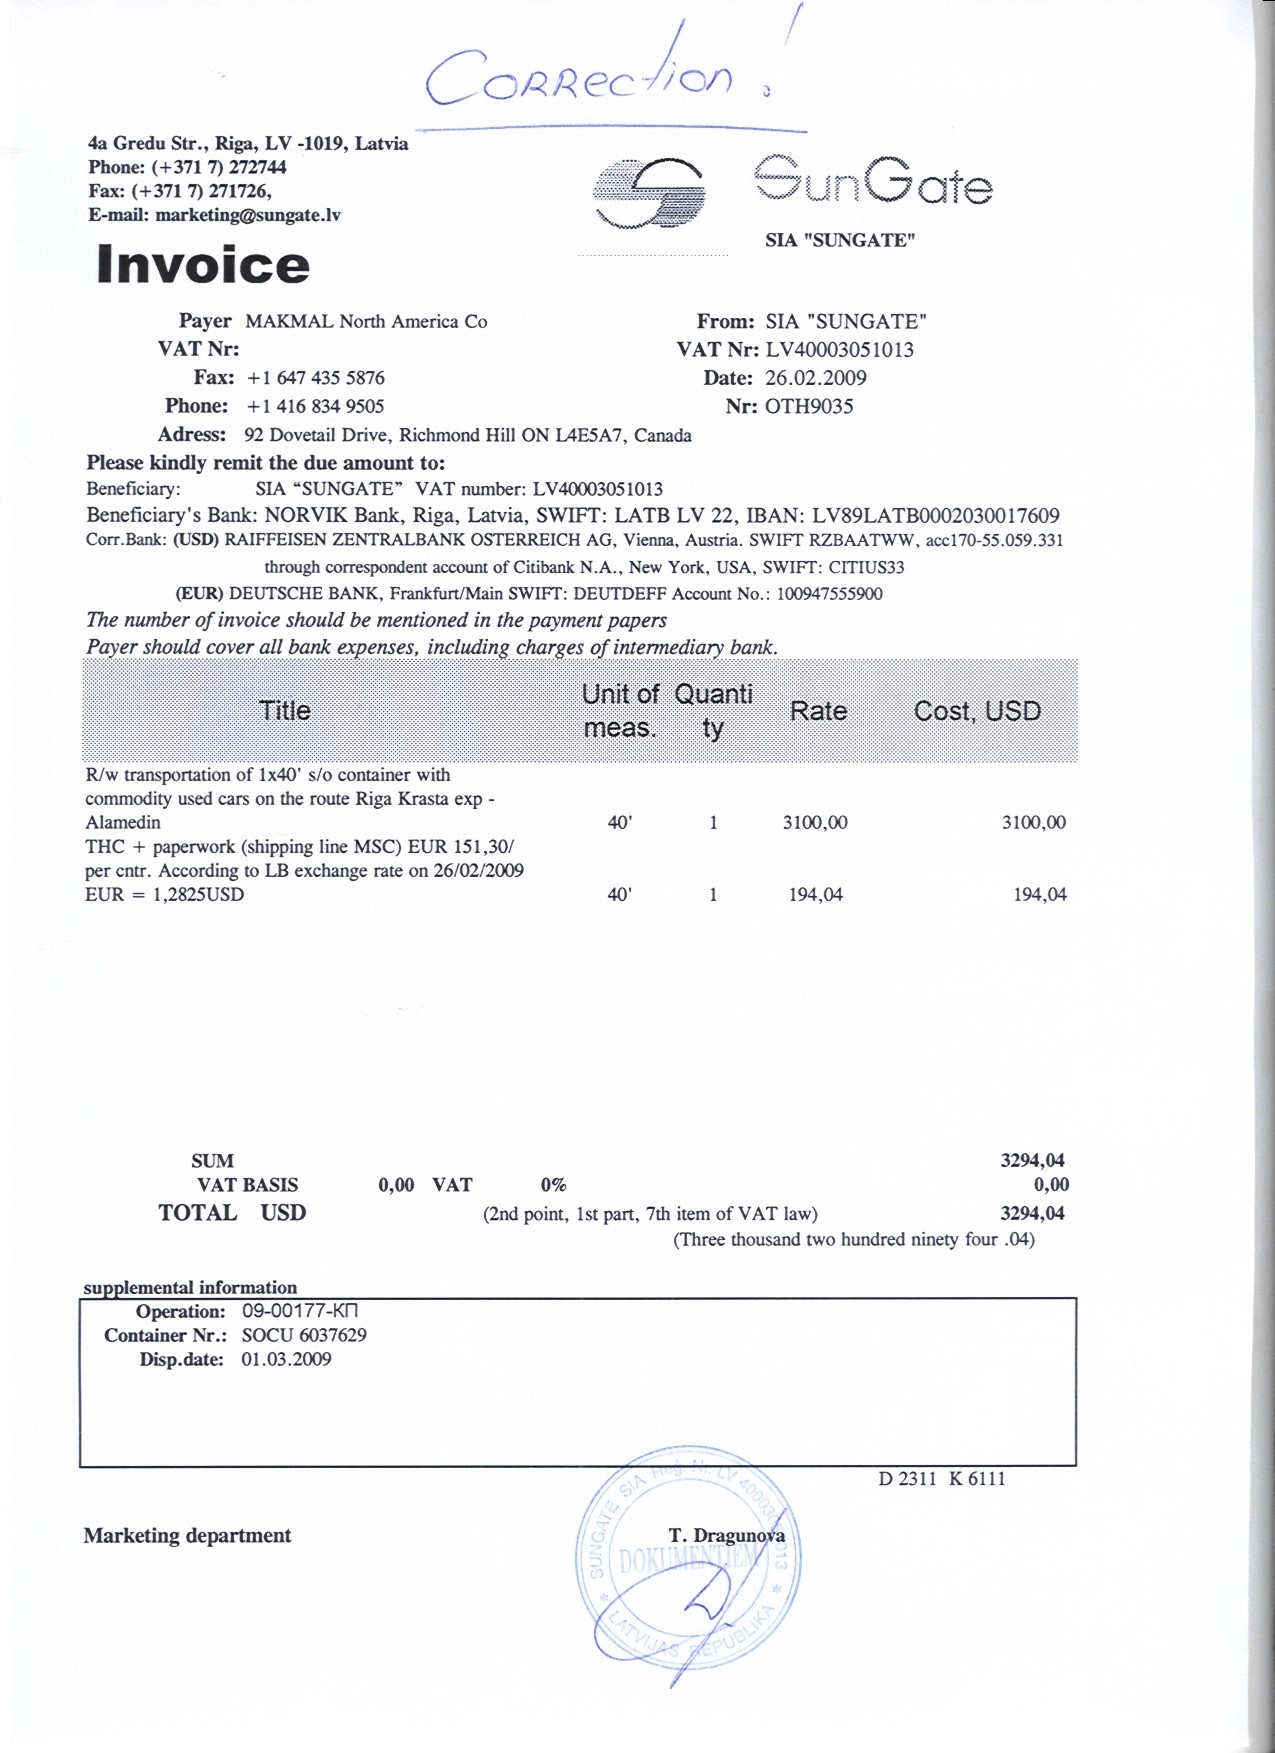 Correction!
4a Gredu Str., Riga, LV -1019, Latvia
Phone: (+371 7) 272744
Fax: (+371 7) 271726,
E-mail: marketing@sungate.lv
SunGate
SIA "SUNGATE"
Invoice
Payer MAKMAL North America Co
VAT Nr:
Fax: +1 647 435 5876
Phone: +1 416 834 9505
Adress: 92 Dovetail Drive, Richmond Hill ON L4E5A7, Canada
From: SIA "SUNGATE"
VAT Nr: LV40003051013
Date: 26.02.2009
Nr: OTH9035
Please kindly remit the due amount to:
Beneficiary: SIA “SUNGATE” VAT number: LV40003051013
Beneficiary's Bank: NORVIK Bank, Riga, Latvia, SWIFT: LATB LV 22, IBAN: LV89LATB0002030017609
Corr.Bank: (USD) RAIFFEISEN ZENTRALBANK OSTERREICH AG, Vienna, Austria. SWIFT RZBAATWW, acc170-55.059.331
through correspondent account of Citibank N.A., New York, USA, SWIFT: CITIUS33
(EUR) DEUTSCHE BANK, Frankfurt/Main SWIFT: DEUTDEFF Account No.: 100947555900
The number of invoice should be mentioned in the payment papers
Payer should cover all bank expenses, including charges of intermediary bank.
Title Unit of meas. Quanti ty Rate Cost, USD
R/w transportation of 1x40' s/o container with
commodity used cars on the route Riga Krasta exp -
Alamedin 40' 1 3100,00 3100,00
THC + paperwork (shipping line MSC) EUR 151,30/
per cntr. According to LB exchange rate on 26/02/2009
EUR = 1,2825USD 40' 1 194,04 194,04
SUM 3294,04
VAT BASIS 0,00 VAT 0% 0,00
TOTAL USD (2nd point, 1st part, 7th item of VAT law) 3294,04
(Three thousand two hundred ninety four .04)
supplemental information
Operation: 09-00177-КП
Container Nr.: SOCU 6037629
Disp.date: 01.03.2009
D 2311 K 6111
Marketing department T. Dragunova
SUNGATE SIA Reģ. Nr. LV 40003051013
DOKUMENTIEM
* LATVIJAS REPUBLIKA *